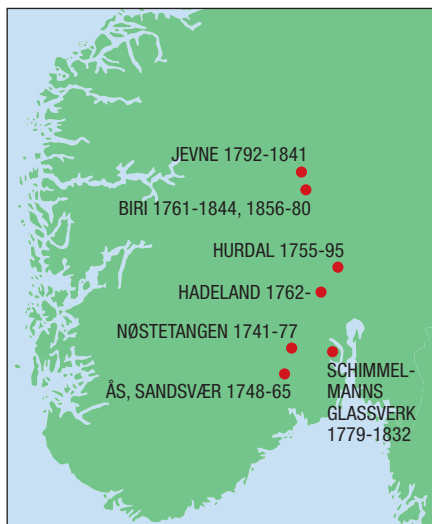 JEVNE 1792-1841
BIRI 1761-1844, 1856-80
HURDAL 1755-95
HADELAND 1762-
NØSTETANGEN 1741-77
ÅS, SANDSVÆR 1748-65
SCHIMMEL-
MANNS
GLASSVERK
1779-1832